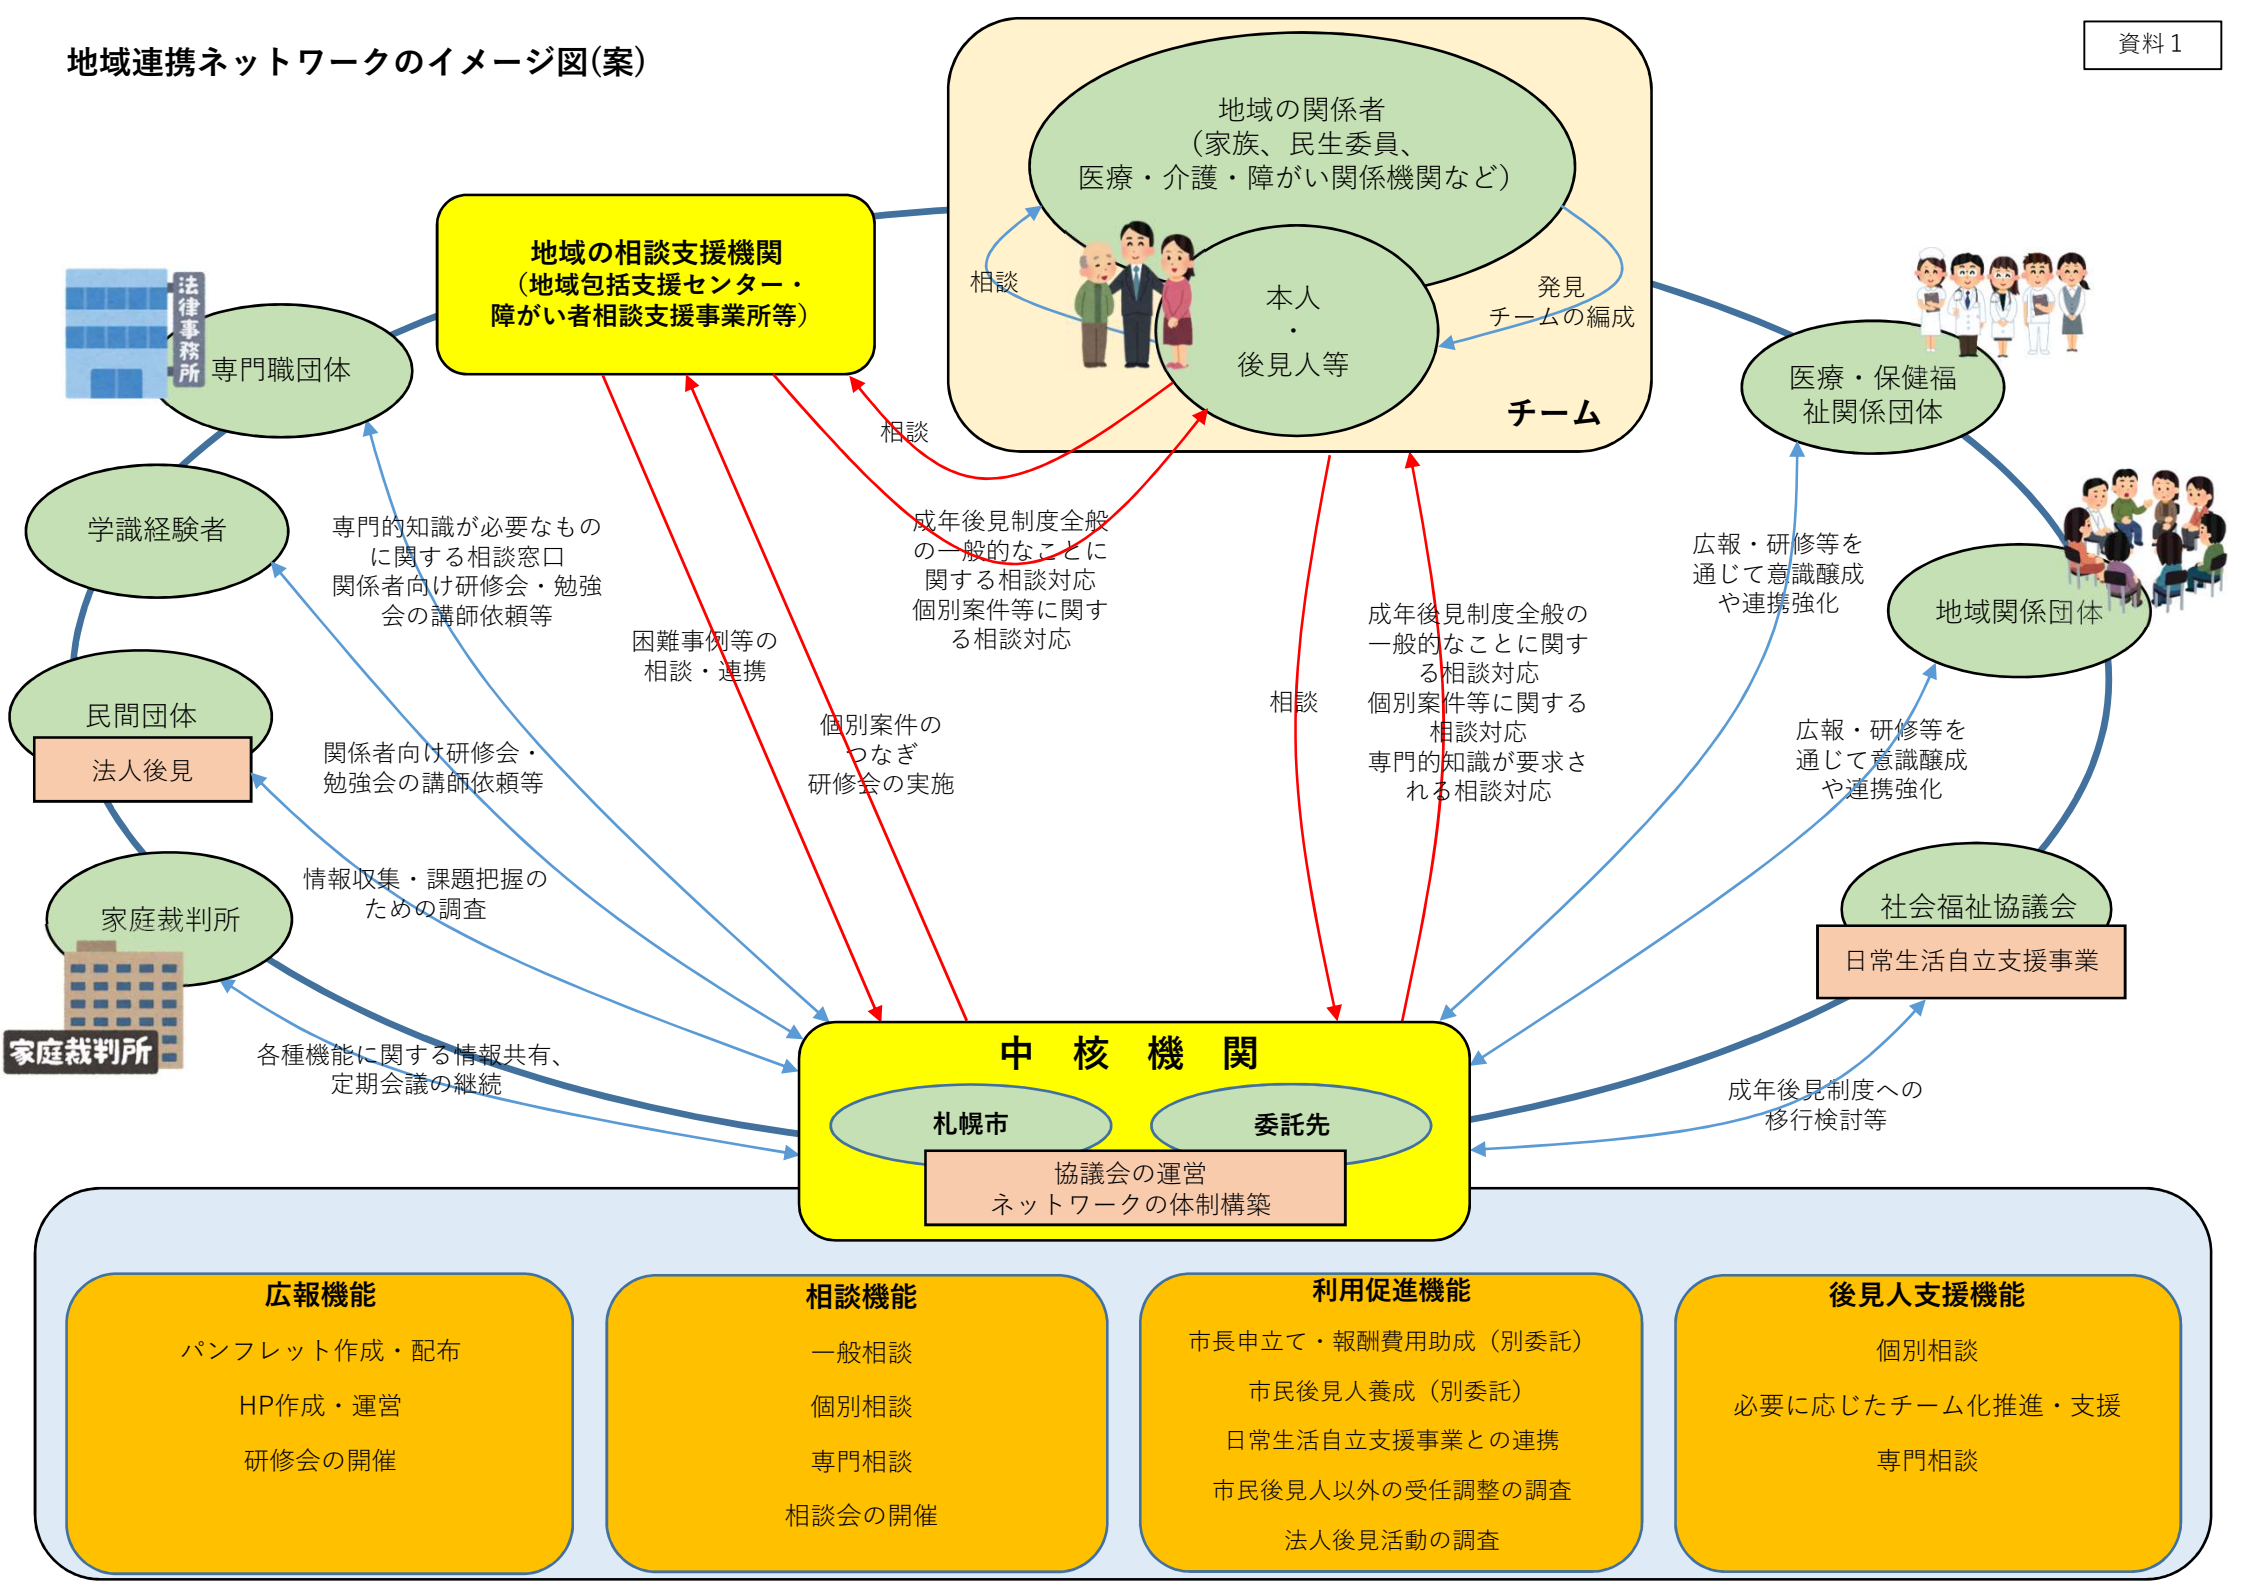 地域連携ネットワークのイメージ図(案)
資料１
地域の関係者
（家族、民生委員、
医療・介護・障がい関係機関など）
本人
・
後見人等
相談
発見
チームの編成
チーム
地域の相談支援機関
（地域包括支援センター・
障がい者相談支援事業所等）
法律事務所
専門職団体
医療・保健福
祉関係団体
相談
学識経験者
専門的知識が必要なもの
に関する相談窓口
関係者向け研修会・勉強
会の講師依頼等
成年後見制度全般
の一般的なことに
関する相談対応
個別案件等に関す
る相談対応
広報・研修等を
通じて意識醸成
や連携強化
地域関係団体
困難事例等の
相談・連携
成年後見制度全般の
一般的なことに関す
る相談対応
個別案件等に関する
相談対応
専門的知識が要求さ
れる相談対応
相談
民間団体
法人後見
関係者向け研修会・
勉強会の講師依頼等
個別案件の
つなぎ
研修会の実施
広報・研修等を
通じて意識醸成
や連携強化
情報収集・課題把握の
ための調査
家庭裁判所
家庭裁判所
社会福祉協議会
日常生活自立支援事業
各種機能に関する情報共有、
定期会議の継続
成年後見制度への
移行検討等
中　核　機　関
札幌市
委託先
協議会の運営
ネットワークの体制構築
広報機能
パンフレット作成・配布
HP作成・運営
研修会の開催
相談機能
一般相談
個別相談
専門相談
相談会の開催
利用促進機能
市長申立て・報酬費用助成（別委託）
市民後見人養成（別委託）
日常生活自立支援事業との連携
市民後見人以外の受任調整の調査
法人後見活動の調査
後見人支援機能
個別相談
必要に応じたチーム化推進・支援
専門相談